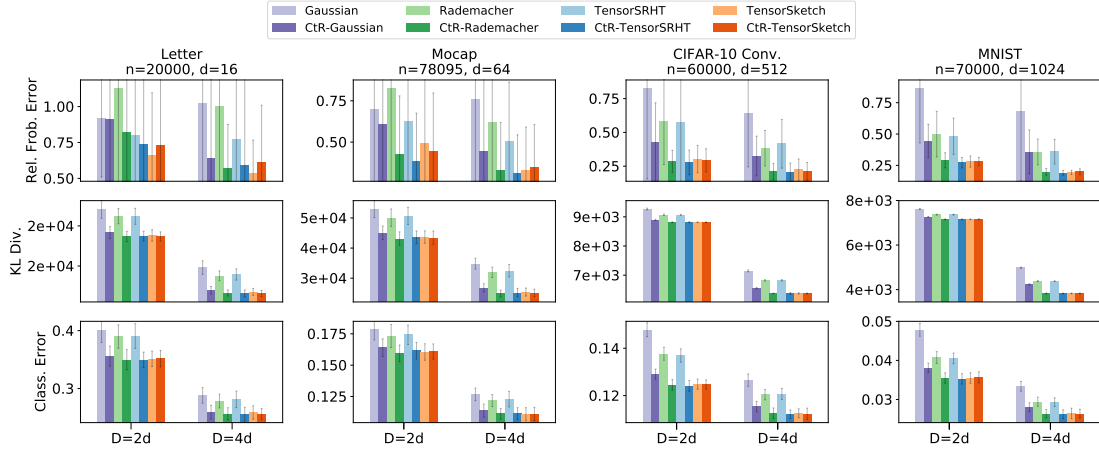 Gaussian Rademacher TensorSRHT TensorSketch
CtR-Gaussian CtR-Rademacher CtR-TensorSRHT CtR-TensorSketch
Letter
n=20000, d=16
Mocap
n=78095, d=64
CIFAR-10 Conv.
n=60000, d=512
MNIST
n=70000, d=1024
Rel. Frob. Error
1.00
0.75
0.50
0.75
0.50
0.75
0.50
0.25
0.75
0.50
0.25
KL Div.
2e+04
2e+04
5e+04
4e+04
3e+04
9e+03
8e+03
7e+03
8e+03
6e+03
4e+03
Class. Error
0.4
0.3
0.175
0.150
0.125
0.14
0.12
0.05
0.04
0.03
D=2d D=4d D=2d D=4d D=2d D=4d D=2d D=4d